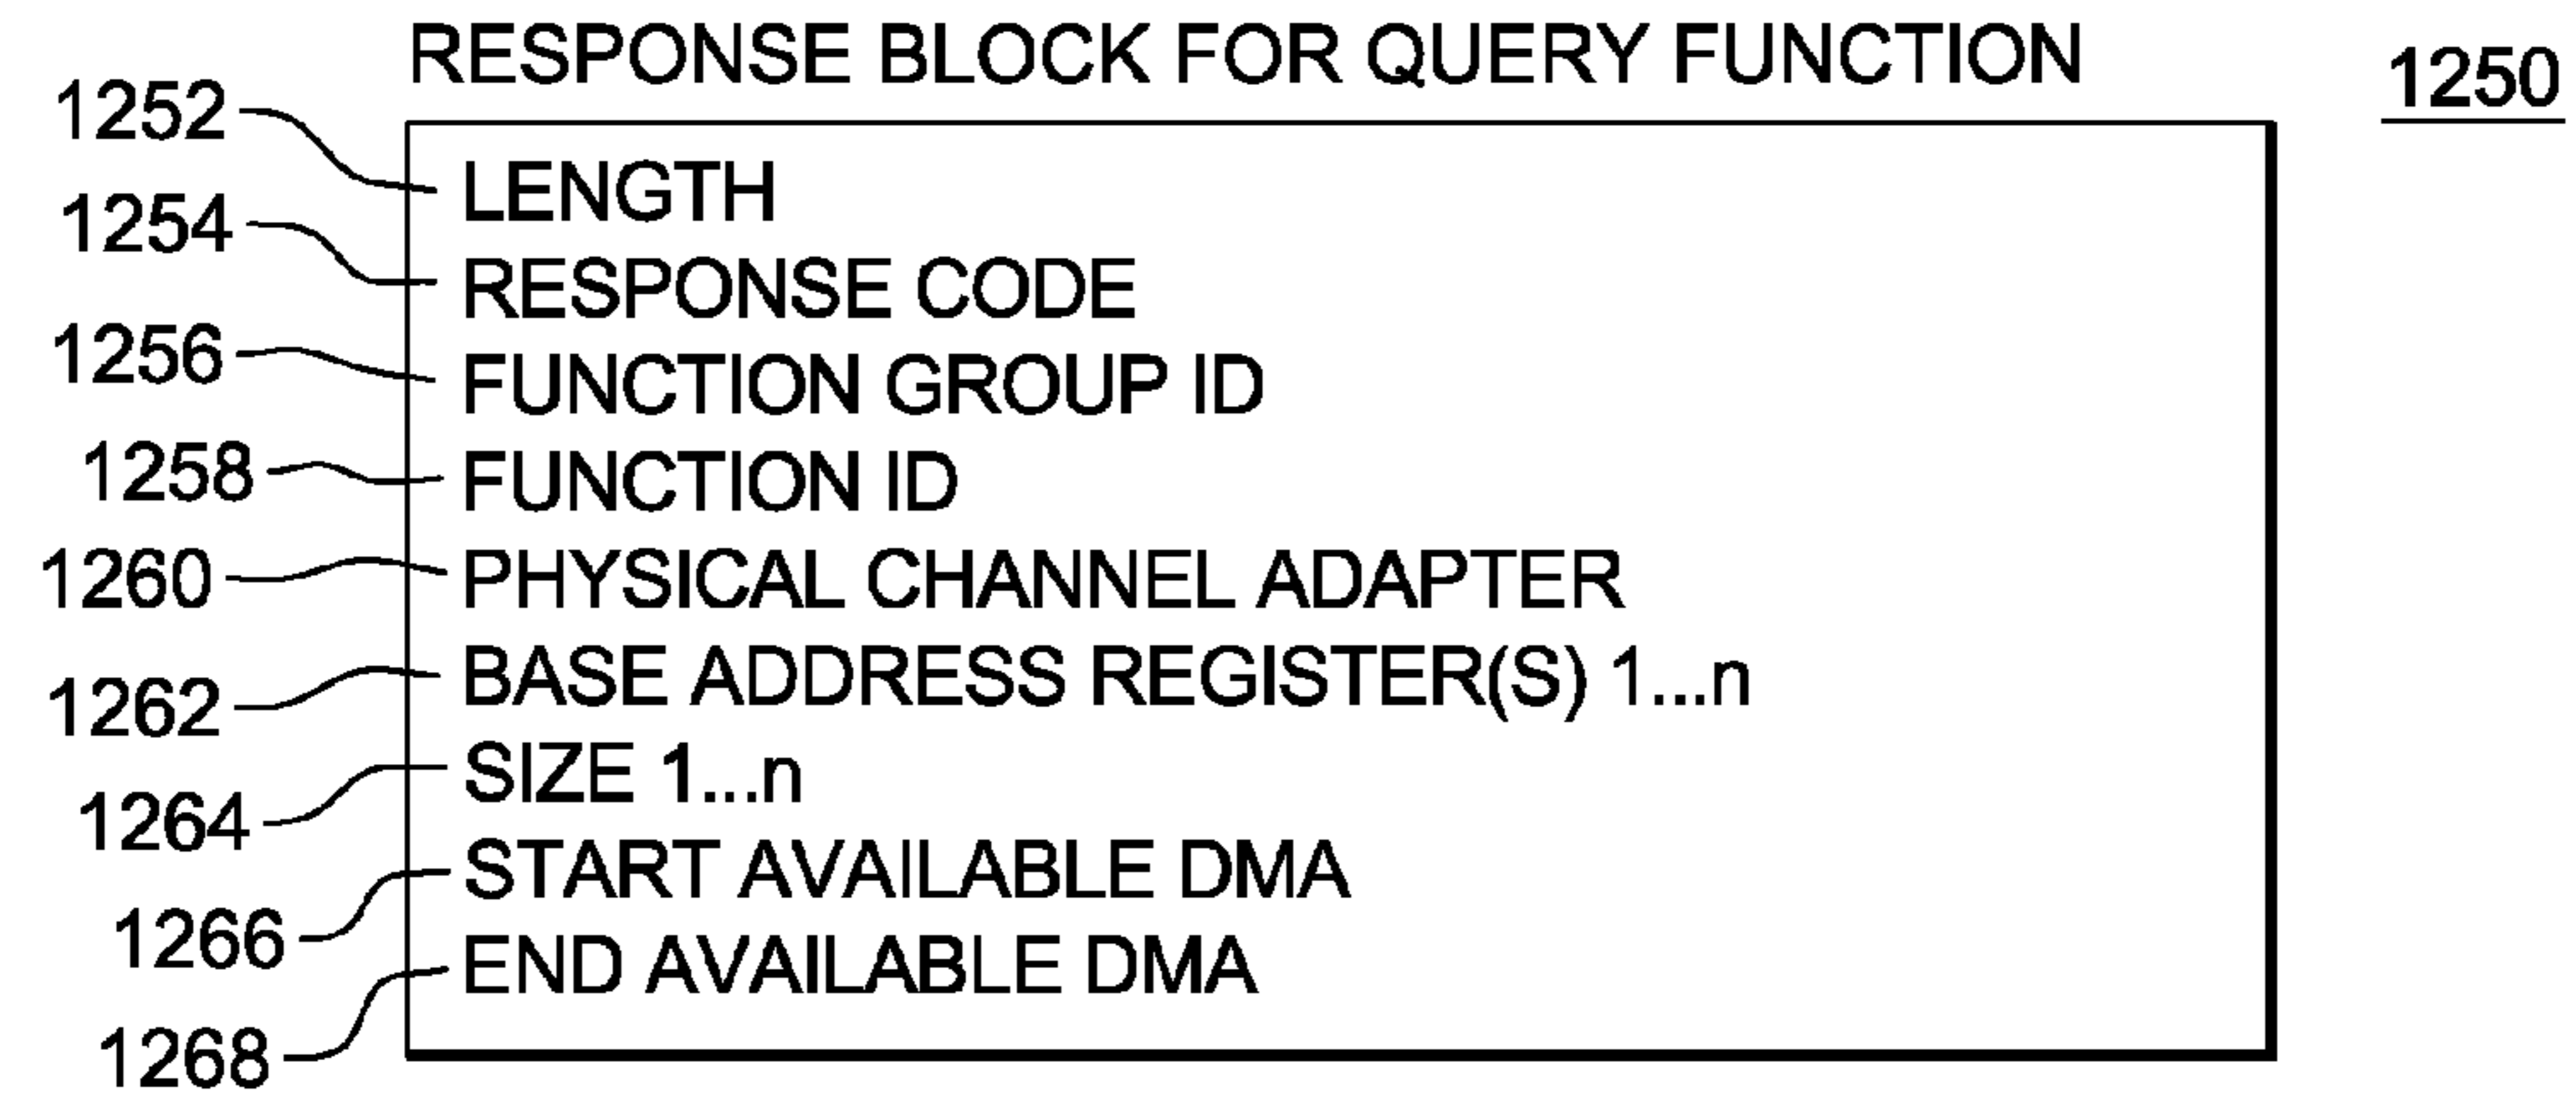 RESPONSE BLOCK FOR QUERY FUNCTION
1250
1252 LENGTH
1254 RESPONSE CODE
1256 FUNCTION GROUP ID
1258 FUNCTION ID
1260 PHYSICAL CHANNEL ADAPTER
1262 BASE ADDRESS REGISTER(S) 1...n
1264 SIZE 1...n
1266 START AVAILABLE DMA
1268 END AVAILABLE DMA